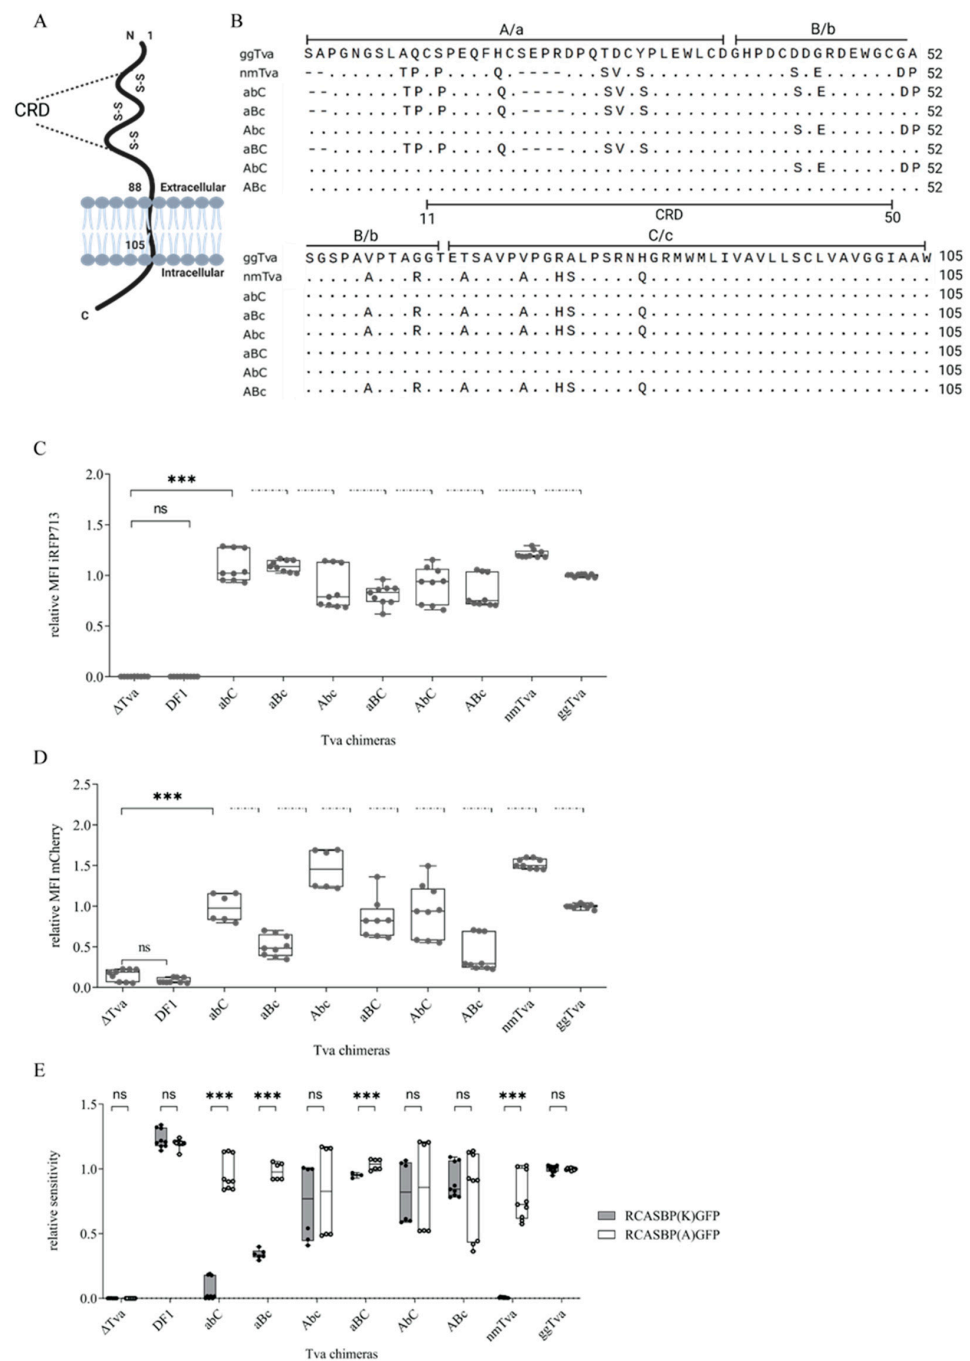 A
N 1
S-S
S-S
S-S
CRD
88 Extracellular
105
Intracellular
C
B
A/a B/b
ggTva SAPGNGSLAQCSPEQFHCSEPRDPQTDCYPLEWLCDGHPDCDDGRDEWGCGA 52
nmTva --......TP.P....Q.----...SV.S............S.E......DP 52
abC --......TP.P....Q.----...SV.S............S.E......DP 52
aBc --......TP.P....Q.----...SV.S....................... 52
Abc .........................................S.E......DP 52
aBC --......TP.P....Q.----...SV.S....................... 52
AbC .........................................S.E......DP 52
ABc .................................................... 52
11 CRD 50
B/b C/c
ggTva SGSPAVPTAGGTETSAVPVPGRALPSRNHGRMWMLIVAVLLSCLVAVGGIAAW 105
nmTva .....A...R...A....A..HS.....Q........................ 105
abC ..................................................... 105
aBc .....A...R...A....A..HS.....Q........................ 105
Abc .....A...R...A....A..HS.....Q........................ 105
aBC ..................................................... 105
AbC ..................................................... 105
ABc .....A...R...A....A..HS.....Q........................ 105
C
relative MFI iRFP713
2.0
1.5
1.0
0.5
0.0
***
ns
ΔTva DF1 abC aBc Abc aBC AbC ABc nmTva ggTva
Tva chimeras
D
relative MFI mCherry
2.5
2.0
1.5
1.0
0.5
0.0
***
ns
ΔTva DF1 abC aBc Abc aBC AbC ABc nmTva ggTva
Tva chimeras
E
relative sensitivity
1.5
1.0
0.5
0.0
ns ns *** *** ns *** ns ns *** ns
RCASBP(K)GFP
RCASBP(A)GFP
ΔTva DF1 abC aBc Abc aBC AbC ABc nmTva ggTva
Tva chimeras